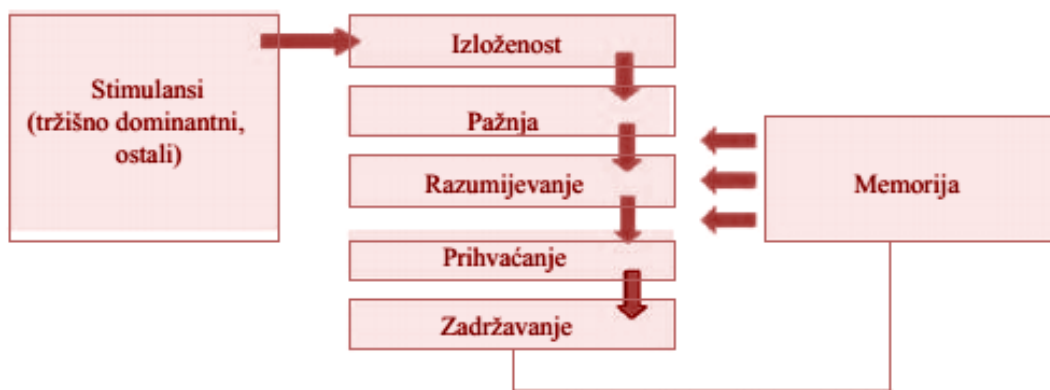 Stimulansi
(tržišno dominantni,
ostali)
Izloženost
Pažnja
Razumijevanje
Prihvaćanje
Zadržavanje
Memorija